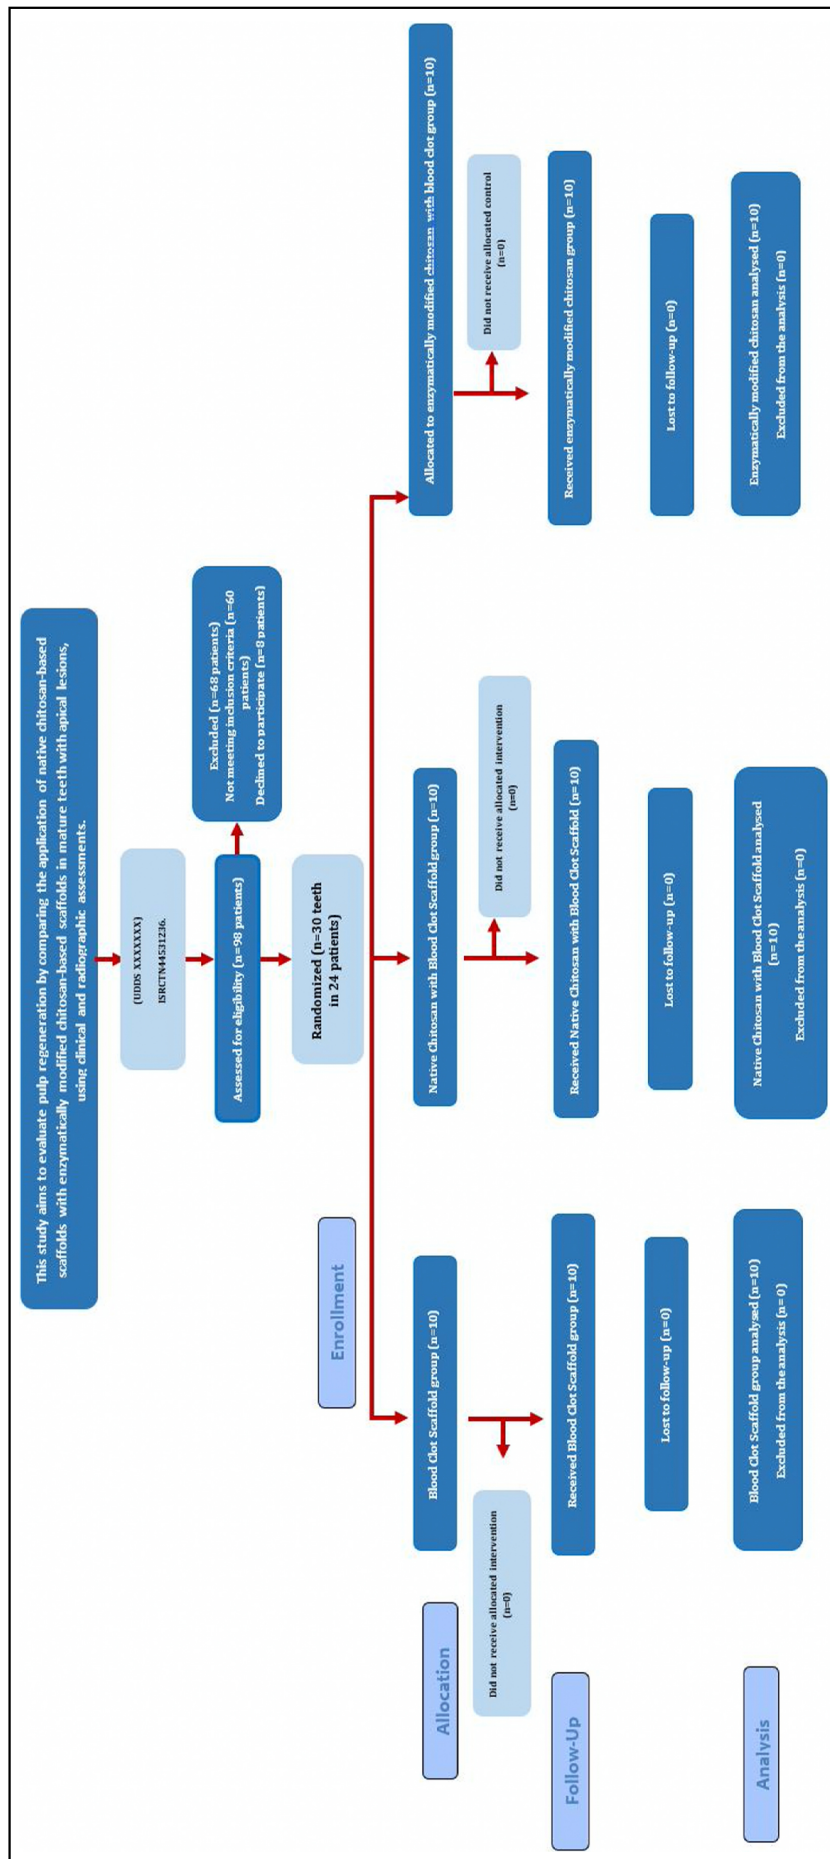 This study aims to evaluate pulp regeneration by comparing the application of native chitosan-based
scaffolds with enzymatically modified chitosan-based scaffolds in mature teeth with apical lesions,
using clinical and radiographic assessments.
(UDDS XXXXXXX)
ISRCTN44531236.
Assessed for eligibility (n=98 patients)
Excluded (n=68 patients)
Not meeting inclusion criteria (n=60
patients)
Declined to participate (n=8 patients)
Enrollment
Randomized (n=30 teeth
in 24 patients)
Allocation
Blood Clot Scaffold group (n=10)
Native Chitosan with Blood Clot Scaffold group (n=10)
Allocated to enzymatically modified chitosan with blood clot group (n=10)
Did not receive allocated intervention
(n=0)
Did not receive allocated intervention
(n=0)
Did not receive allocated control
(n=0)
Follow-Up
Received Blood Clot Scaffold group (n=10)
Received Native Chitosan with Blood Clot Scaffold (n=10)
Received enzymatically modified chitosan group (n=10)
Lost to follow-up (n=0)
Lost to follow-up (n=0)
Lost to follow-up (n=0)
Analysis
Blood Clot Scaffold group analysed (n=10)
Excluded from the analysis (n= 0)
Native Chitosan with Blood Clot Scaffold analysed
(n=10)
Excluded from the analysis (n=0)
Enzymatically modified chitosan analysed (n=10)
Excluded from the analysis (n=0)